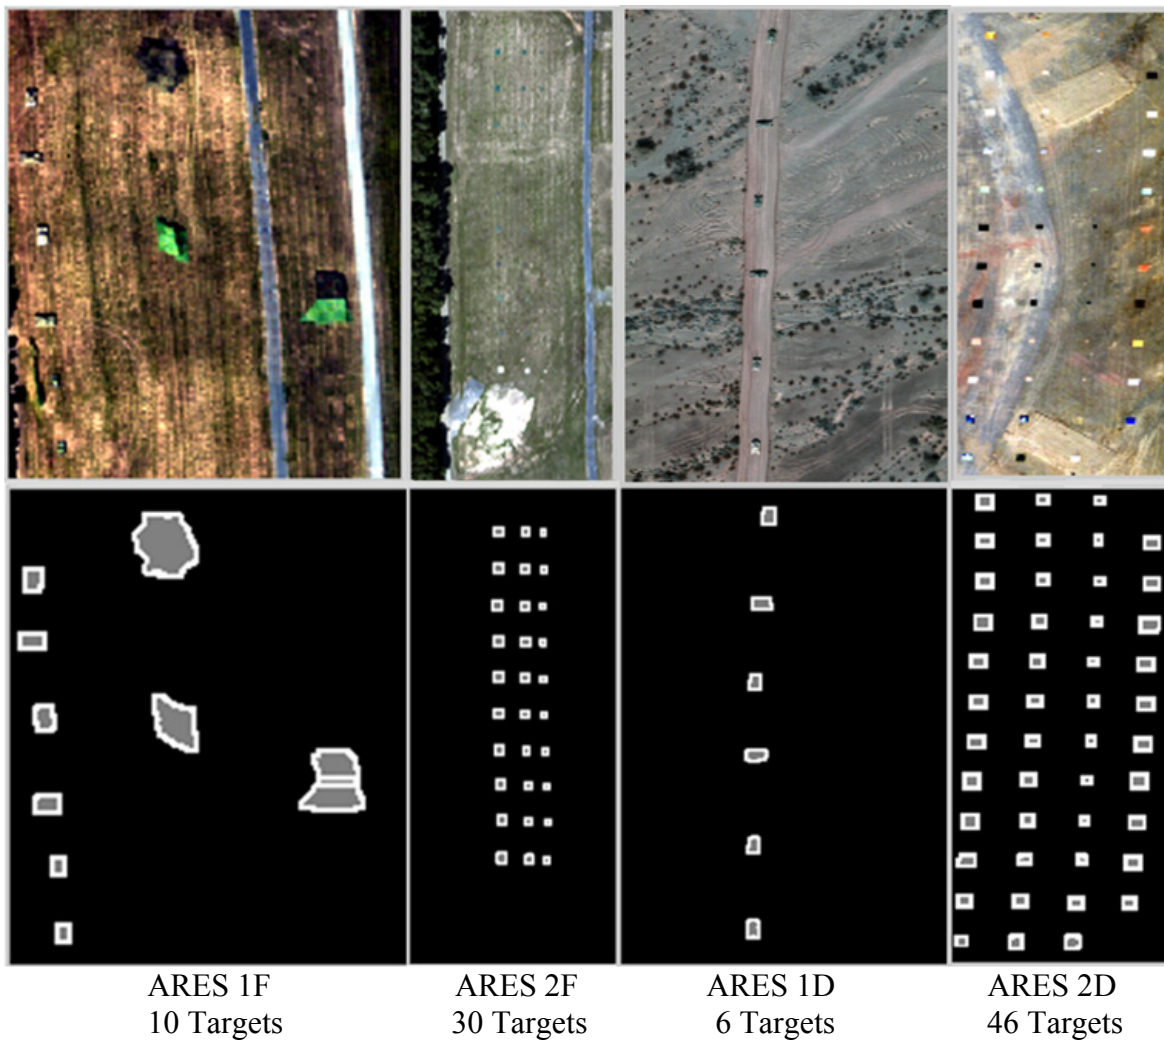 ARES 1F
10 Targets
ARES 2F
30 Targets
ARES 1D
6 Targets
ARES 2D
46 Targets